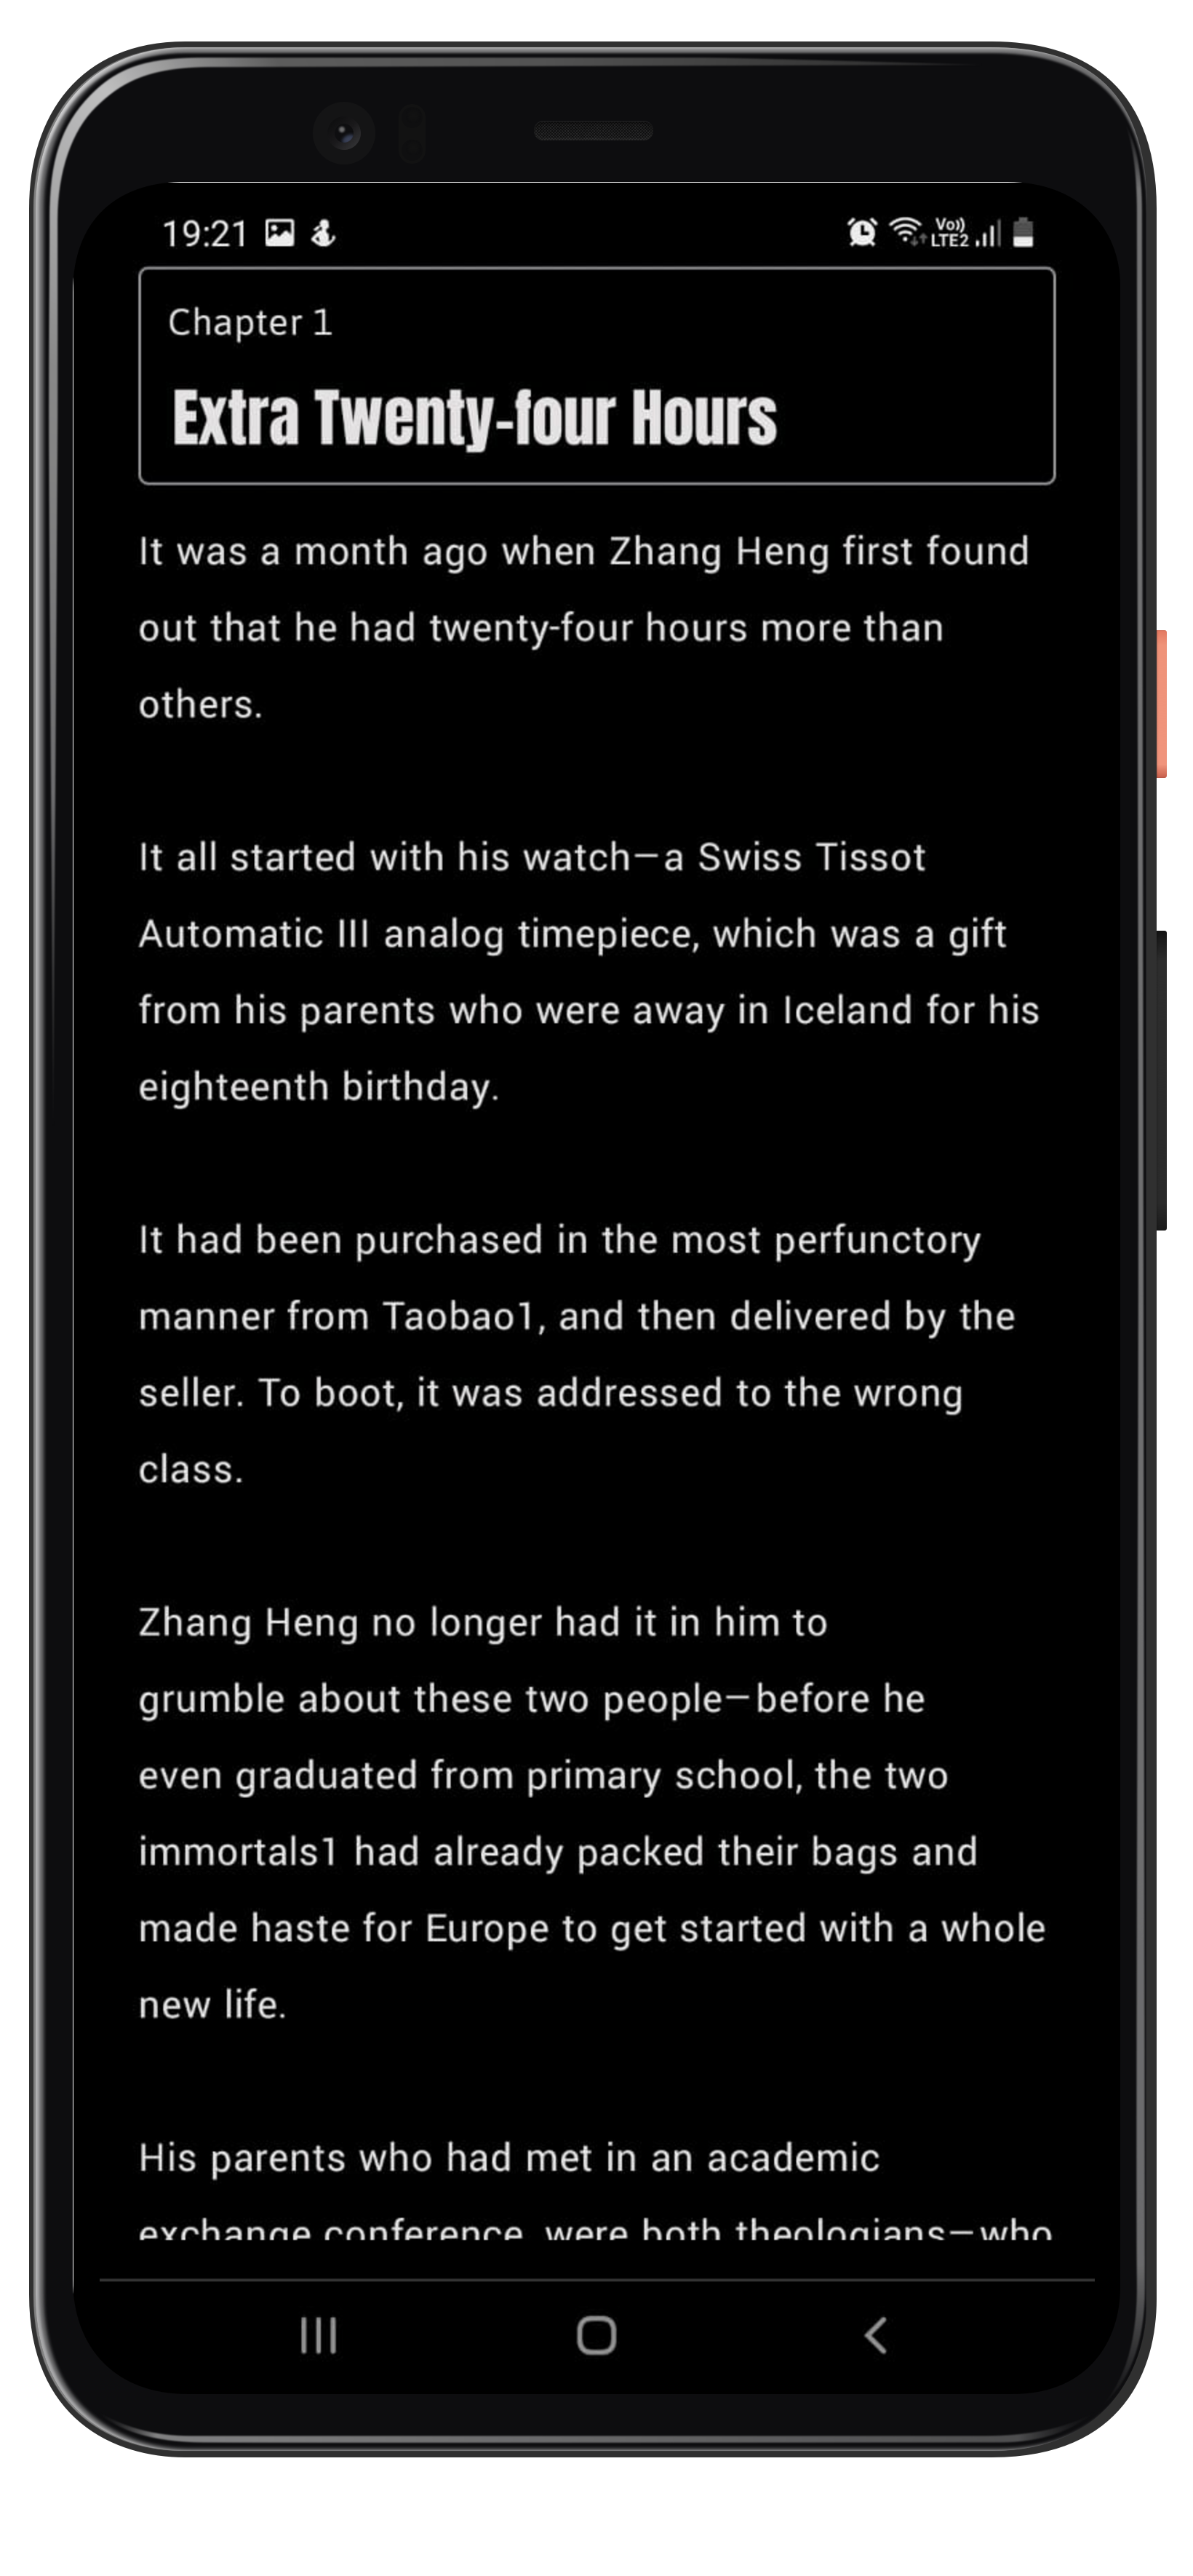 19:21
Vo))
LTE2
Chapter 1
Extra Twenty-four Hours
It was a month ago when Zhang Heng first found
out that he had twenty-four hours more than
others.
It all started with his watch—a Swiss Tissot
Automatic III analog timepiece, which was a gift
from his parents who were away in Iceland for his
eighteenth birthday.
It had been purchased in the most perfunctory
manner from Taobao1, and then delivered by the
seller. To boot, it was addressed to the wrong
class.
Zhang Heng no longer had it in him to
grumble about these two people—before he
even graduated from primary school, the two
immortals1 had already packed their bags and
made haste for Europe to get started with a whole
new life.
His parents who had met in an academic
exchange conference, were both theologians—who